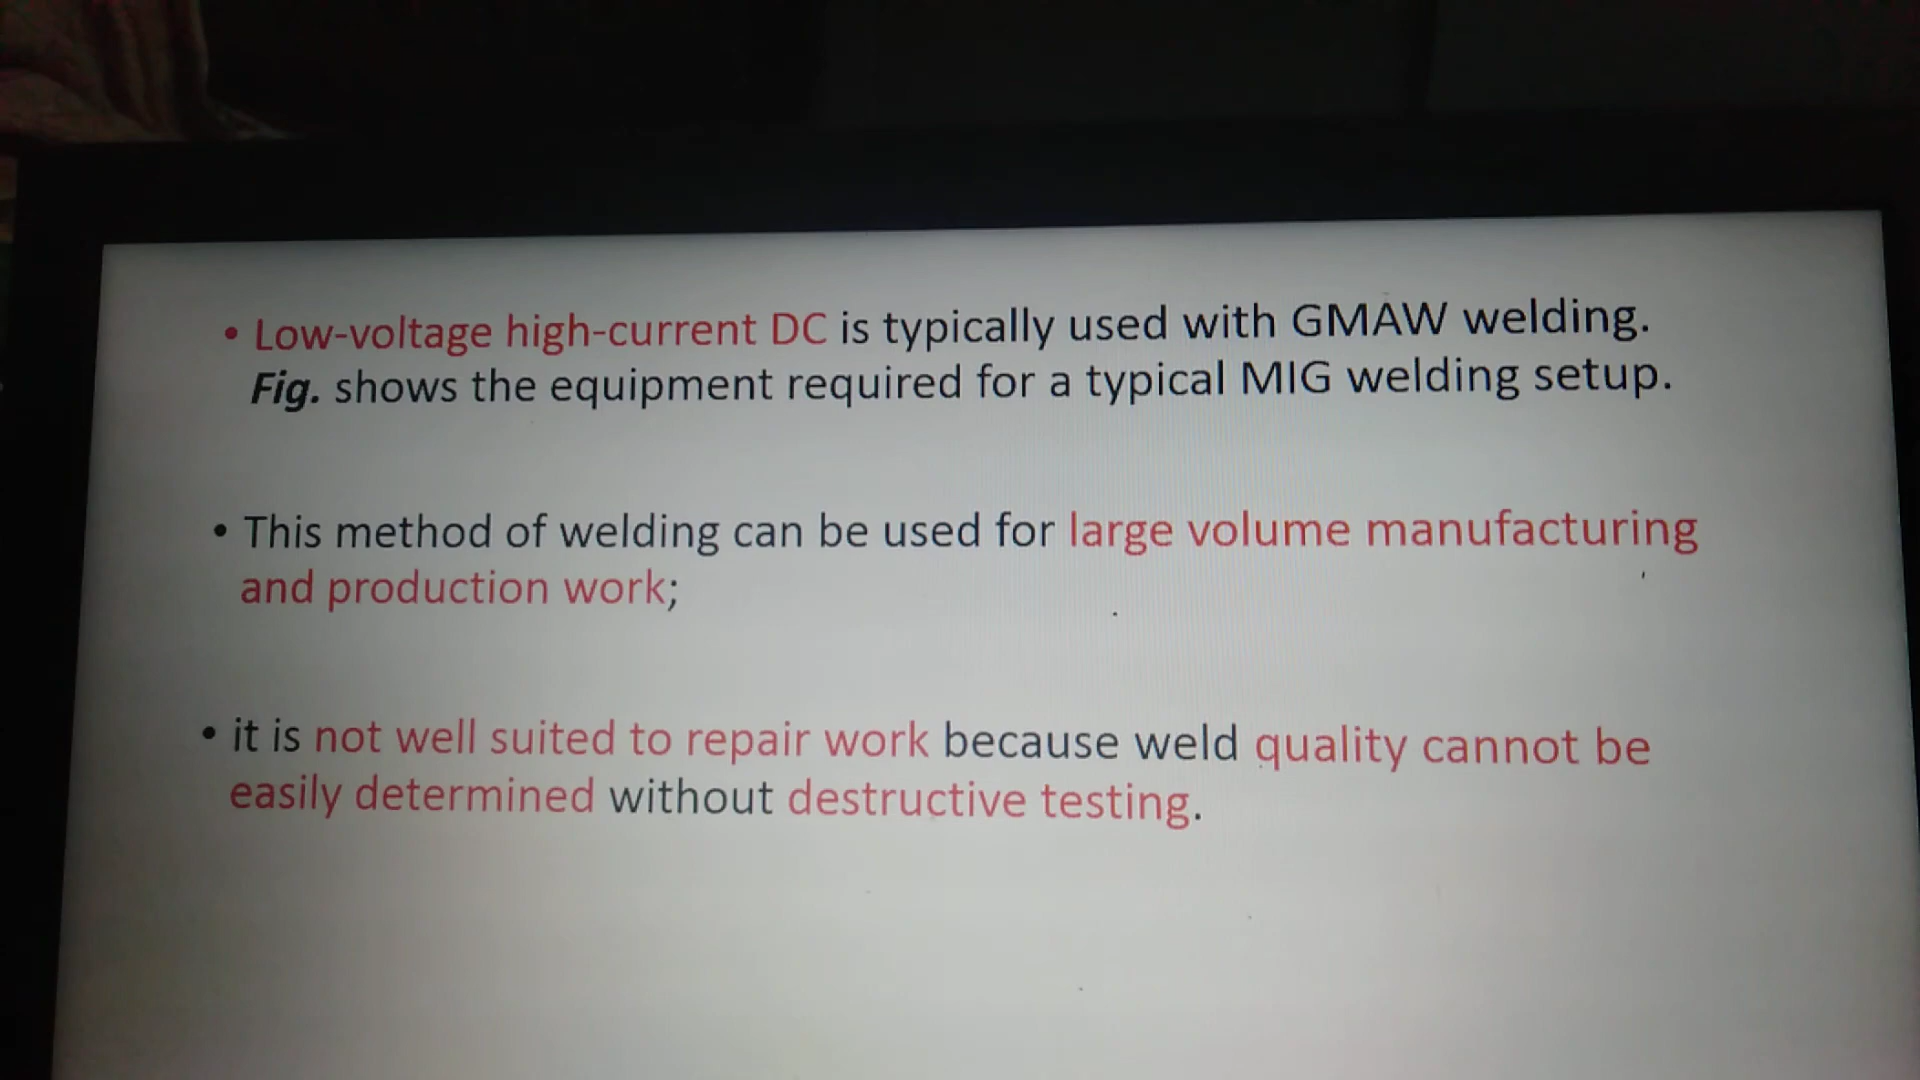 • Low-voltage high-current DC is typically used with GMAW welding.
Fig. shows the equipment required for a typical MIG welding setup.
• This method of welding can be used for large volume manufacturing
and production work;
• it is not well suited to repair work because weld quality cannot be
easily determined without destructive testing.